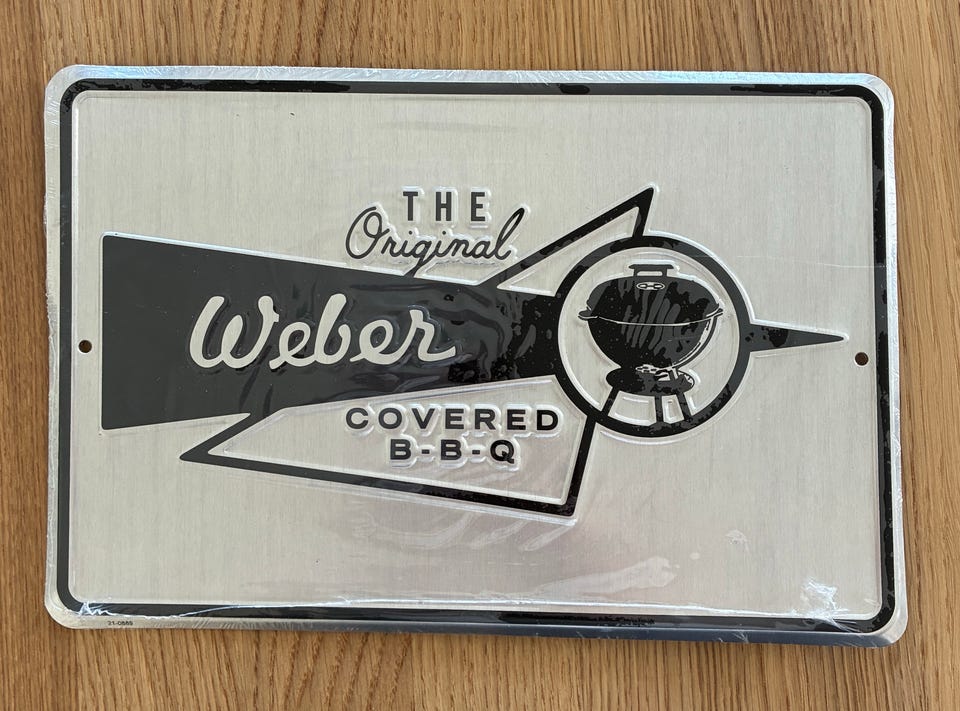 THE
Original
Weber
COVERED
B-B-Q
21-0889